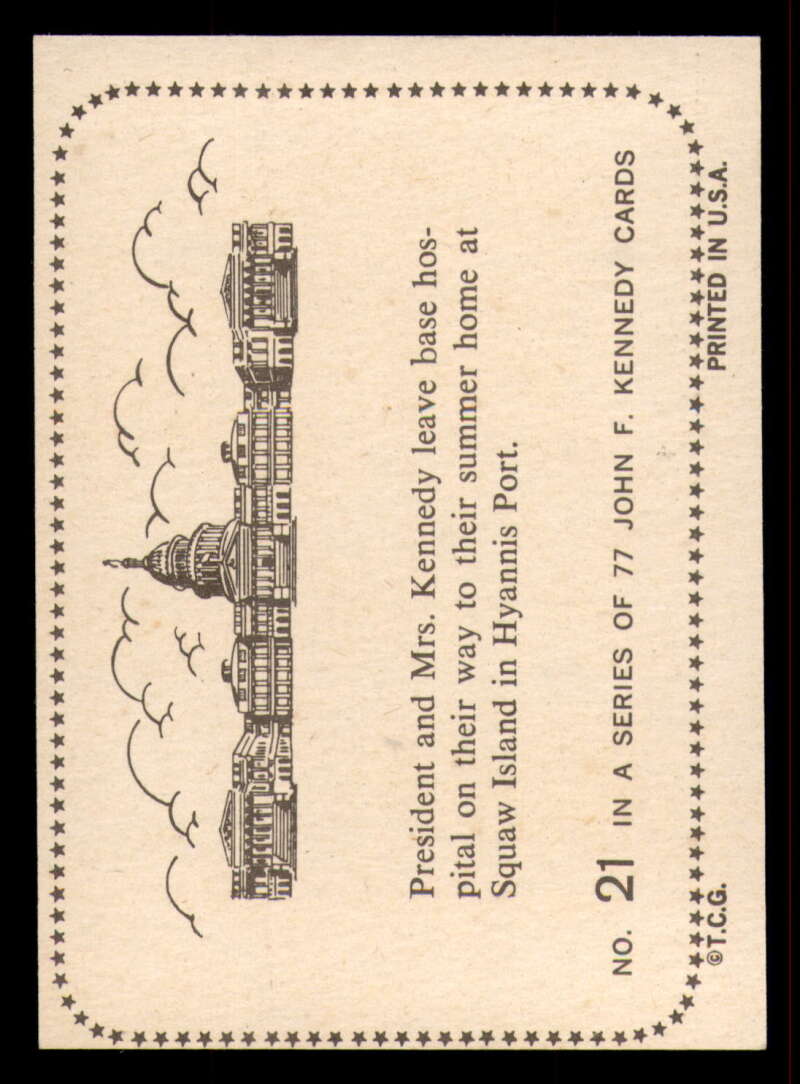 President and Mrs. Kennedy leave base hos-
pital on their way to their summer home at
Squaw Island in Hyannis Port.
NO. 21 IN A SERIES OF 77 JOHN F. KENNEDY CARDS
©T.C.G. PRINTED IN U.S.A.